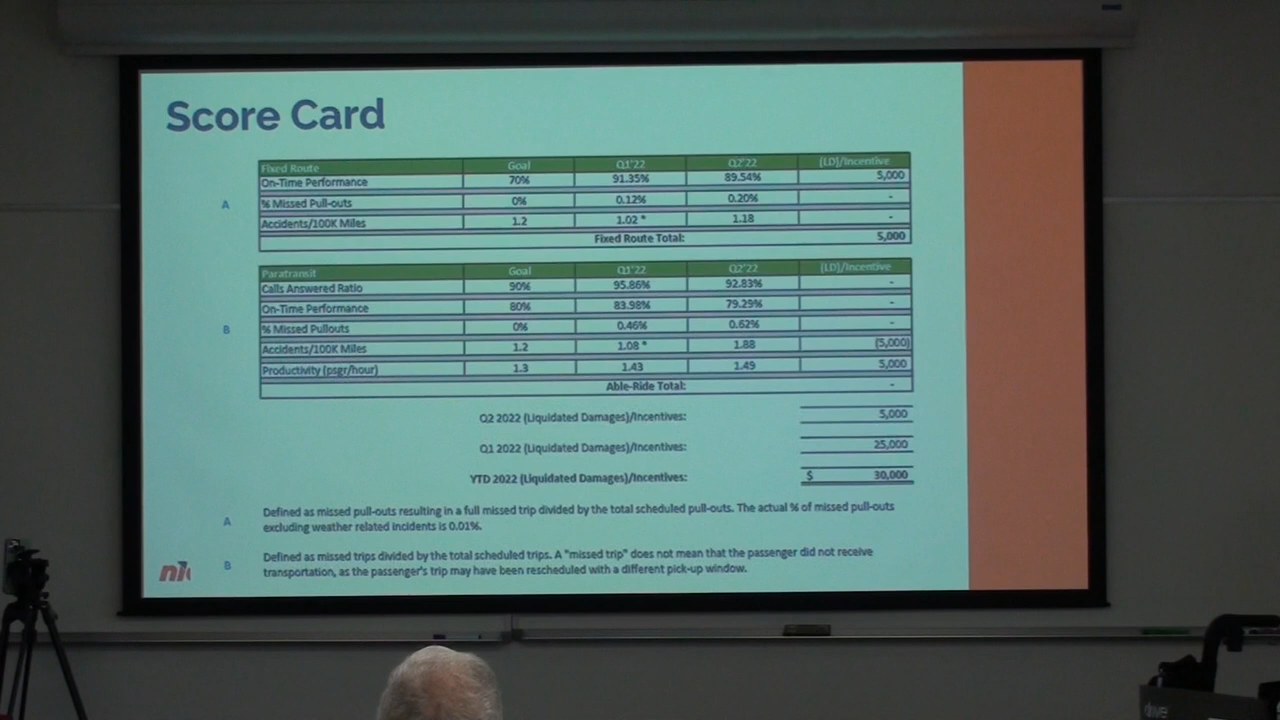 Score Card
Fixed Route Goal Q1'22 Q2'22 (LD)/Incentive
On-Time Performance 70% 91.35% 89.54% 5,000
A % Missed Pull-outs 0% 0.12% 0.20% -
Accidents/100K Miles 1.2 1.02 * 1.18 -
Fixed Route Total: 5,000
Paratransit Goal Q1'22 Q2'22 (LD)/Incentive
Calls Answered Ratio 90% 95.86% 92.83% -
On-Time Performance 80% 83.98% 79.29% -
B % Missed Pullouts 0% 0.46% 0.62% -
Accidents/100K Miles 1.2 1.08 * 1.88 (5,000)
Productivity (psgr/hour) 1.3 1.43 1.49 5,000
Able-Ride Total: -
Q2 2022 (Liquidated Damages)/Incentives: 5,000
Q1 2022 (Liquidated Damages)/Incentives: 25,000
YTD 2022 (Liquidated Damages)/Incentives: $ 30,000
A Defined as missed pull-outs resulting in a full missed trip divided by the total scheduled pull-outs. The actual % of missed pull-outs
excluding weather related incidents is 0.01%.
B Defined as missed trips divided by the total scheduled trips. A "missed trip" does not mean that the passenger did not receive
transportation, as the passenger's trip may have been rescheduled with a different pick-up window.